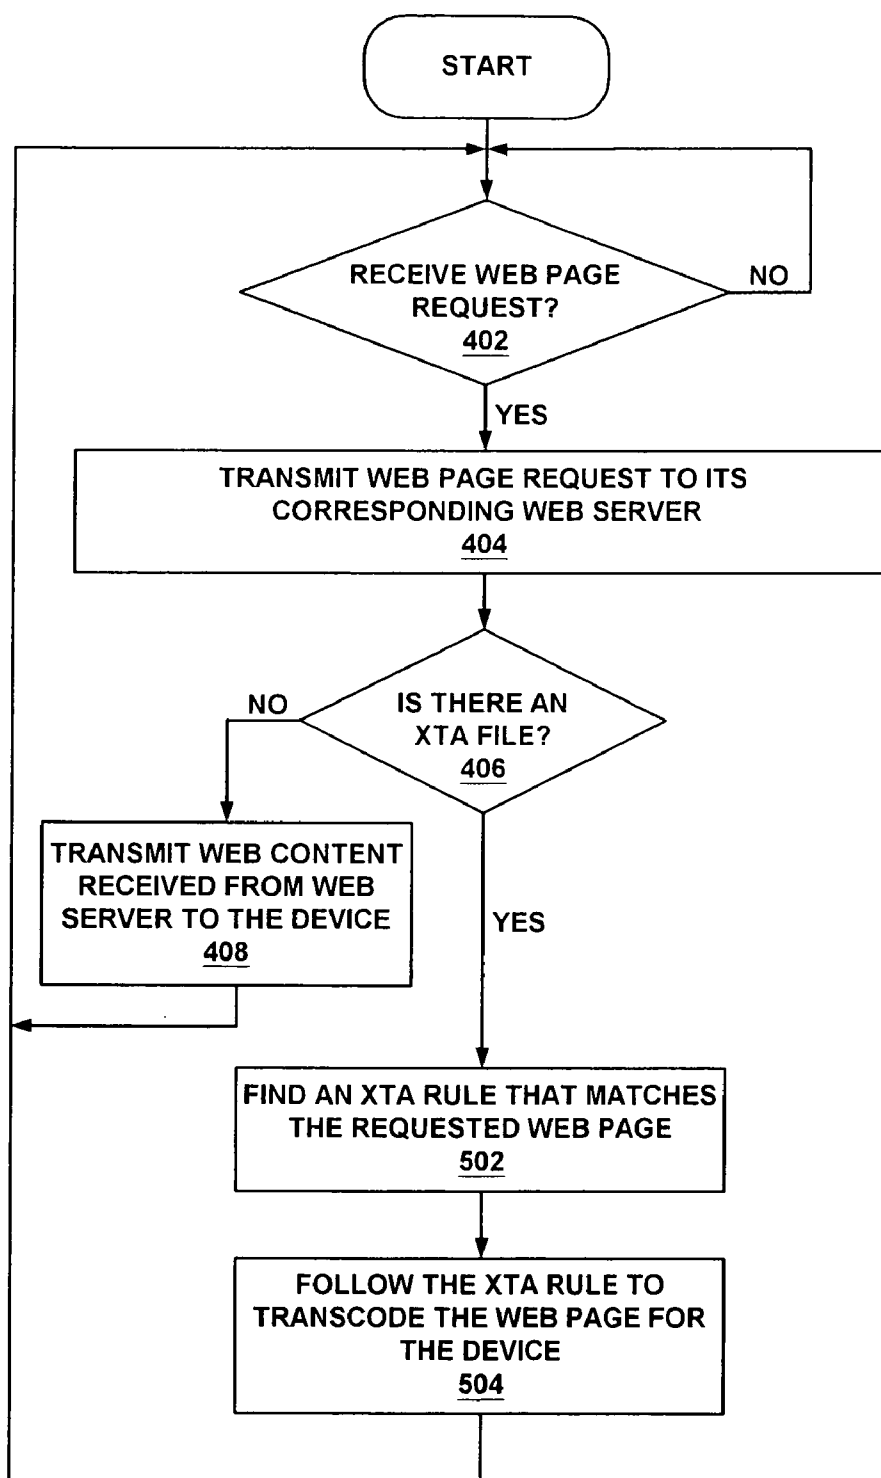 START
RECEIVE WEB PAGE
REQUEST?
402
NO
YES
TRANSMIT WEB PAGE REQUEST TO ITS
CORRESPONDING WEB SERVER
404
NO
IS THERE AN
XTA FILE?
406
TRANSMIT WEB CONTENT
RECEIVED FROM WEB
SERVER TO THE DEVICE
408
YES
FIND AN XTA RULE THAT MATCHES
THE REQUESTED WEB PAGE
502
FOLLOW THE XTA RULE TO
TRANSCODE THE WEB PAGE FOR
THE DEVICE
504